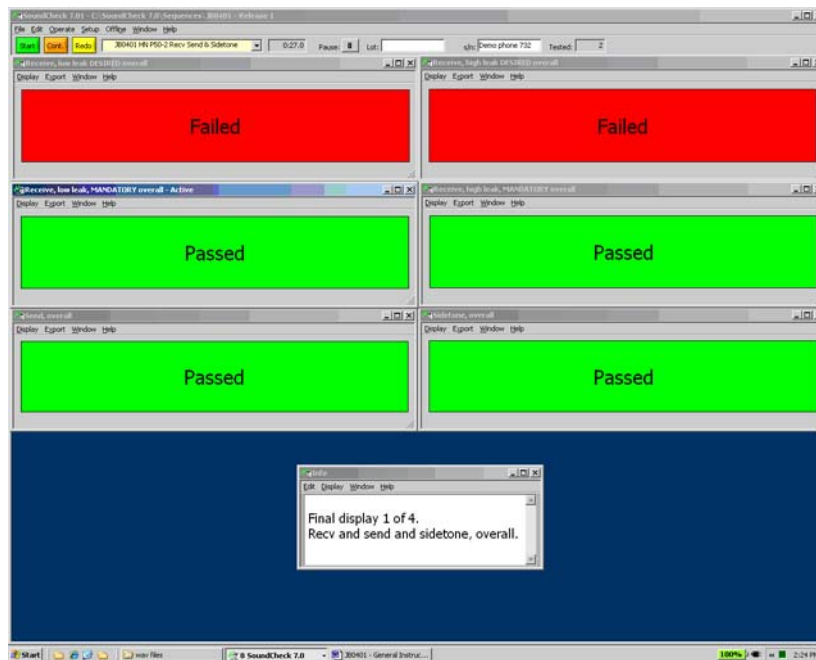 SoundCheck 7.01 - C:\SoundCheck 7.0\Sequences\JB0401 - Release 1
File Edit Operate Setup Offline Window Help
Start Cont. Redo JB0401 HN P50-2 Recv Send & Sidetone 0:27.0 Pause: Lot: s/n: Demo phone 732 Tested: 2
Receive, low leak DESIRED overall
Display Export Window Help
Failed
Receive, high leak DESIRED overall
Display Export Window Help
Failed
Receive, low leak, MANDATORY overall - Active
Display Export Window Help
Passed
Receive, high leak, MANDATORY overall
Display Export Window Help
Passed
Send, overall
Display Export Window Help
Passed
Sidetone, overall
Display Export Window Help
Passed
Info
Edit Display Window Help
Final display 1 of 4.
Recv and send and sidetone, overall.
Start wav files 8 SoundCheck 7.0 JB0401 - General Instruc... 100% 2:24 PM